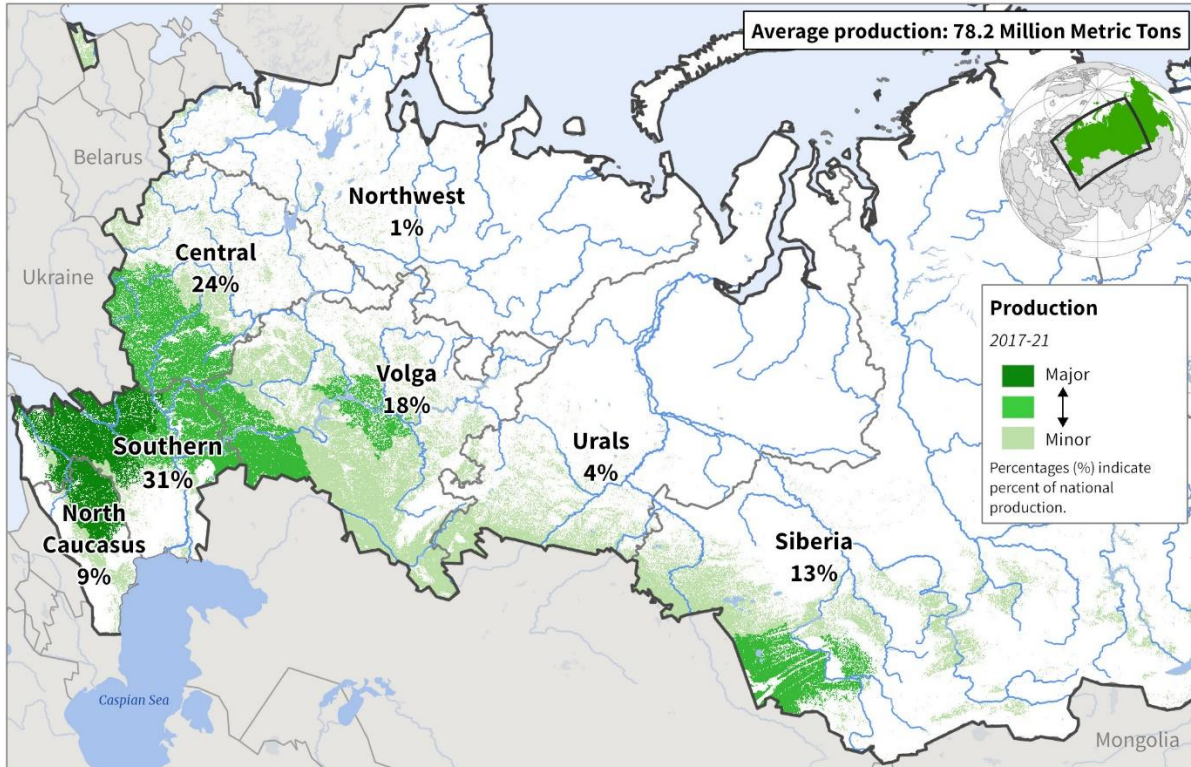 Average production: 78.2 Million Metric Tons
Belarus
Ukraine
Northwest
1%
Central
24%
Volga
18%
Southern
31%
North
Caucasus
9%
Urals
4%
Siberia
13%
Caspian Sea
Mongolia
Production
2017-21
Major
Minor
Percentages (%) indicate
percent of national
production.